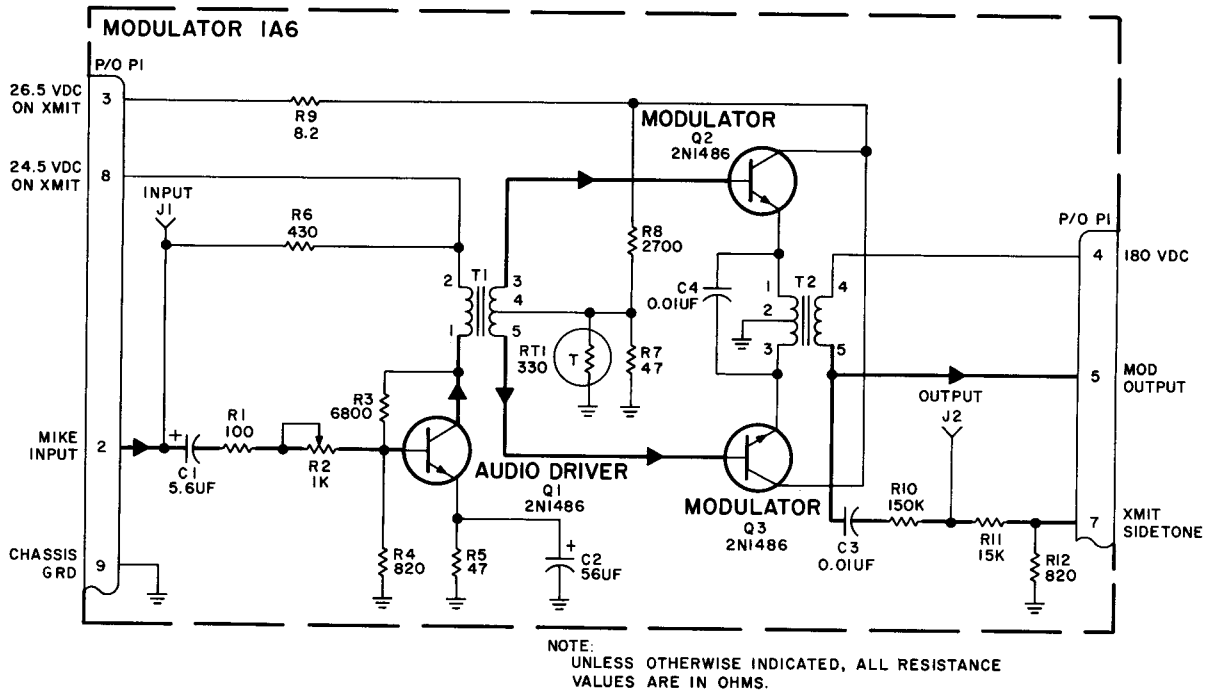 MODULATOR 1A6
P/O P1
26.5 VDC
ON XMIT
3
R9
8.2
MODULATOR
Q2
2N1486
24.5 VDC
ON XMIT
8
INPUT
J1
R6
430
R8
2700
P/O P1
4
180 VDC
2
T1
3
4
1
5
C4
0.01UF
1
T2
4
2
3
5
RT1
330
T
R7
47
5
MOD
OUTPUT
R3
6800
OUTPUT
J2
MIKE
INPUT
2
+
C1
5.6UF
R1
100
R2
1K
AUDIO DRIVER
Q1
2N1486
MODULATOR
Q3
2N1486
C3
0.01UF
R10
150K
R11
15K
7
XMIT
SIDETONE
R12
820
CHASSIS
GRD
9
R4
820
R5
47
+
C2
56UF
NOTE:
UNLESS OTHERWISE INDICATED, ALL RESISTANCE
VALUES ARE IN OHMS.